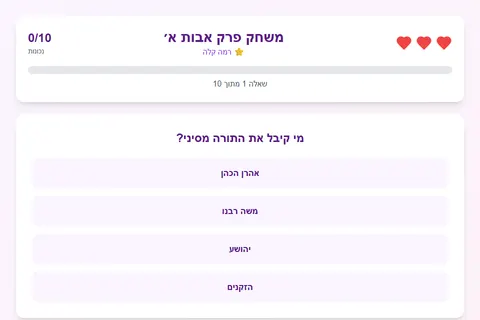 משחק פרק אבות א׳
רמה קלה
0/10
נכונות
שאלה 1 מתוך 10
מי קיבל את התורה מסיני?
אהרן הכהן
משה רבנו
יהושע
הזקנים